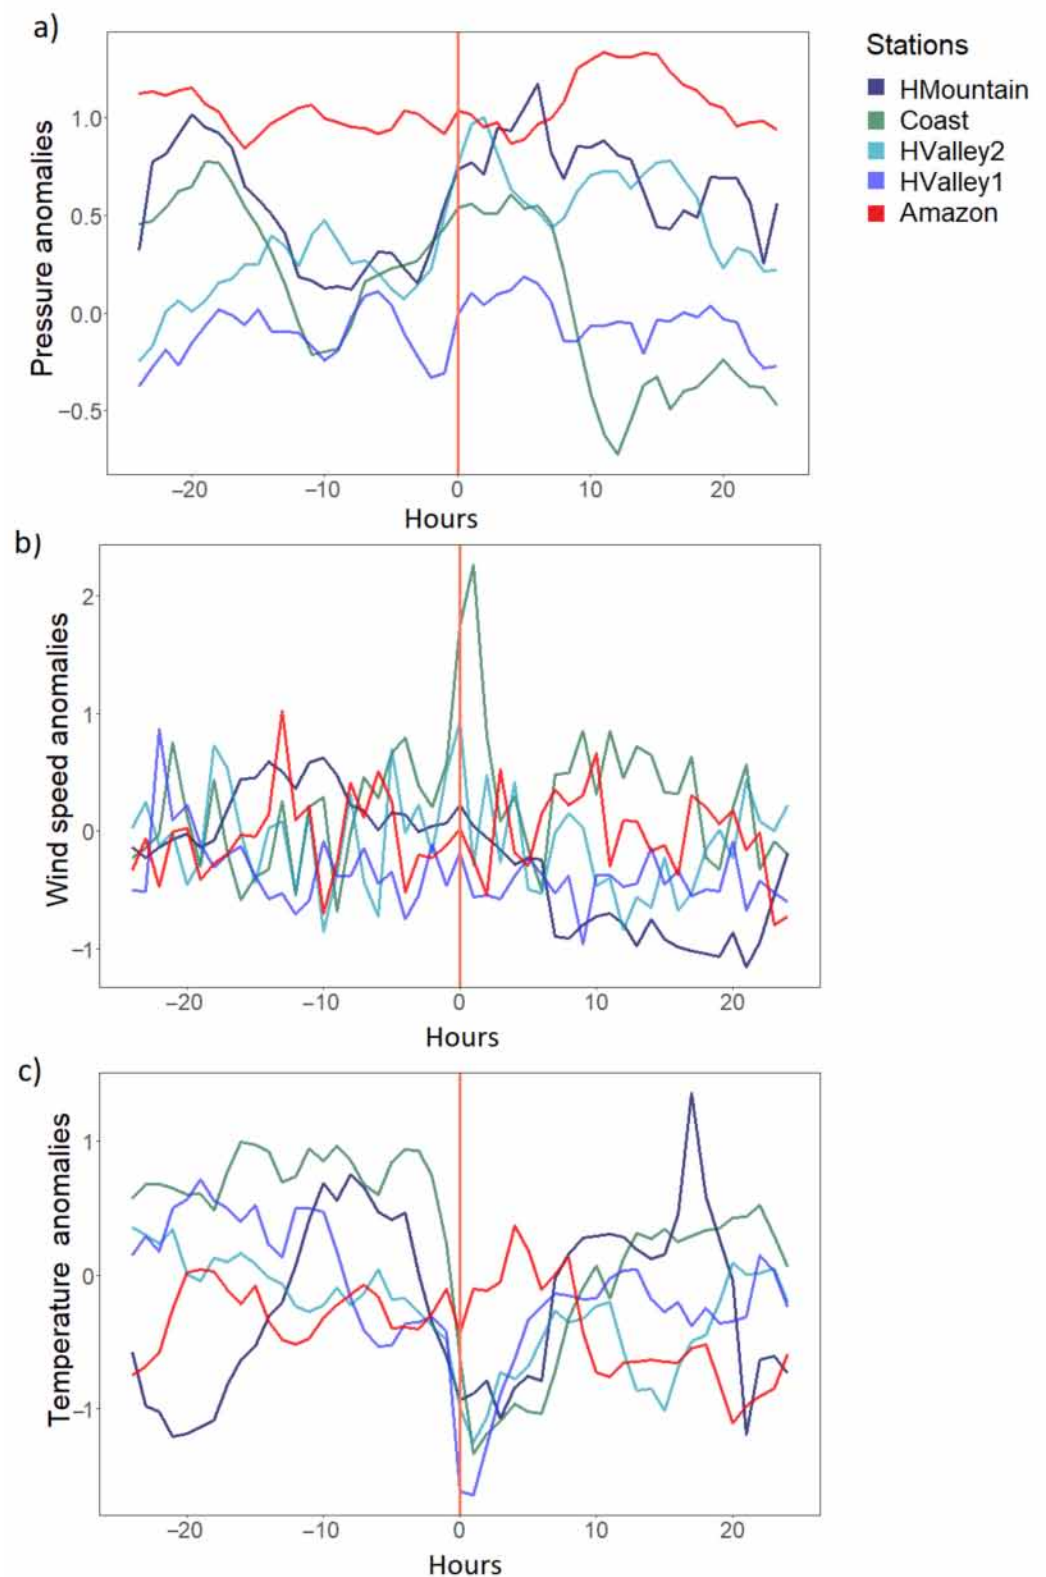 a)
Stations
HMountain
Coast
HValley2
HValley1
Amazon
Pressure anomalies
1.0
0.5
0.0
−0.5
−20
−10
0
10
20
Hours
b)
Wind speed anomalies
2
1
0
−1
−20
−10
0
10
20
Hours
c)
Temperature anomalies
1
0
−1
−20
−10
0
10
20
Hours